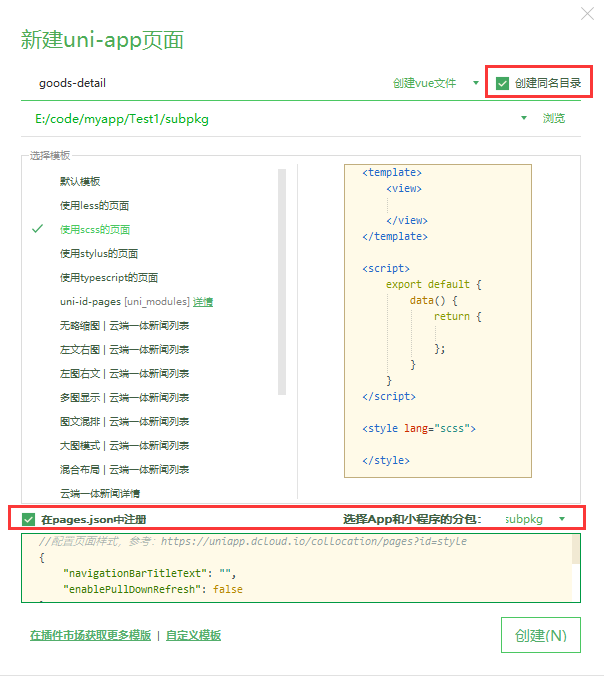 新建uni-app页面
goods-detail
创建vue文件
创建同名目录
E:/code/myapp/Test1/subpkg
浏览
选择模板
默认模板
使用less的页面
使用scss的页面
使用stylus的页面
使用typescript的页面
uni-id-pages [uni_modules] 详情
无略缩图 | 云端一体新闻列表
左文右图 | 云端一体新闻列表
左图右文 | 云端一体新闻列表
多图显示 | 云端一体新闻列表
图文混排 | 云端一体新闻列表
大图模式 | 云端一体新闻列表
混合布局 | 云端一体新闻列表
云端一体新闻详情
<template>
<view>
</view>
</template>
<script>
export default {
data() {
return {
};
}
}
</script>
<style lang="scss">
</style>
在pages.json中注册
选择App和小程序的分包：
subpkg
//配置页面样式，参考：https://uniapp.dcloud.io/collocation/pages?id=style
{
"navigationBarTitleText": "",
"enablePullDownRefresh": false
在插件市场获取更多模版 | 自定义模板
创建(N)